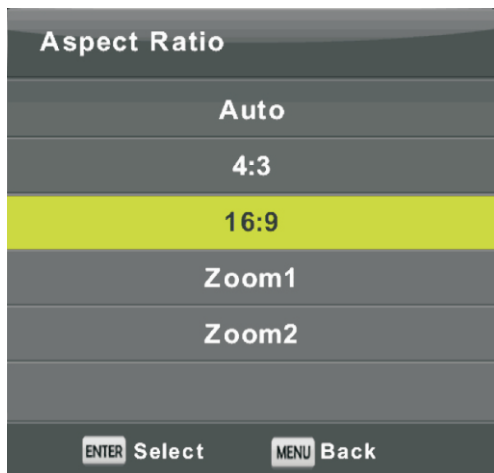 Aspect Ratio
Auto
4:3
16:9
Zoom1
Zoom2
ENTER Select MENU Back